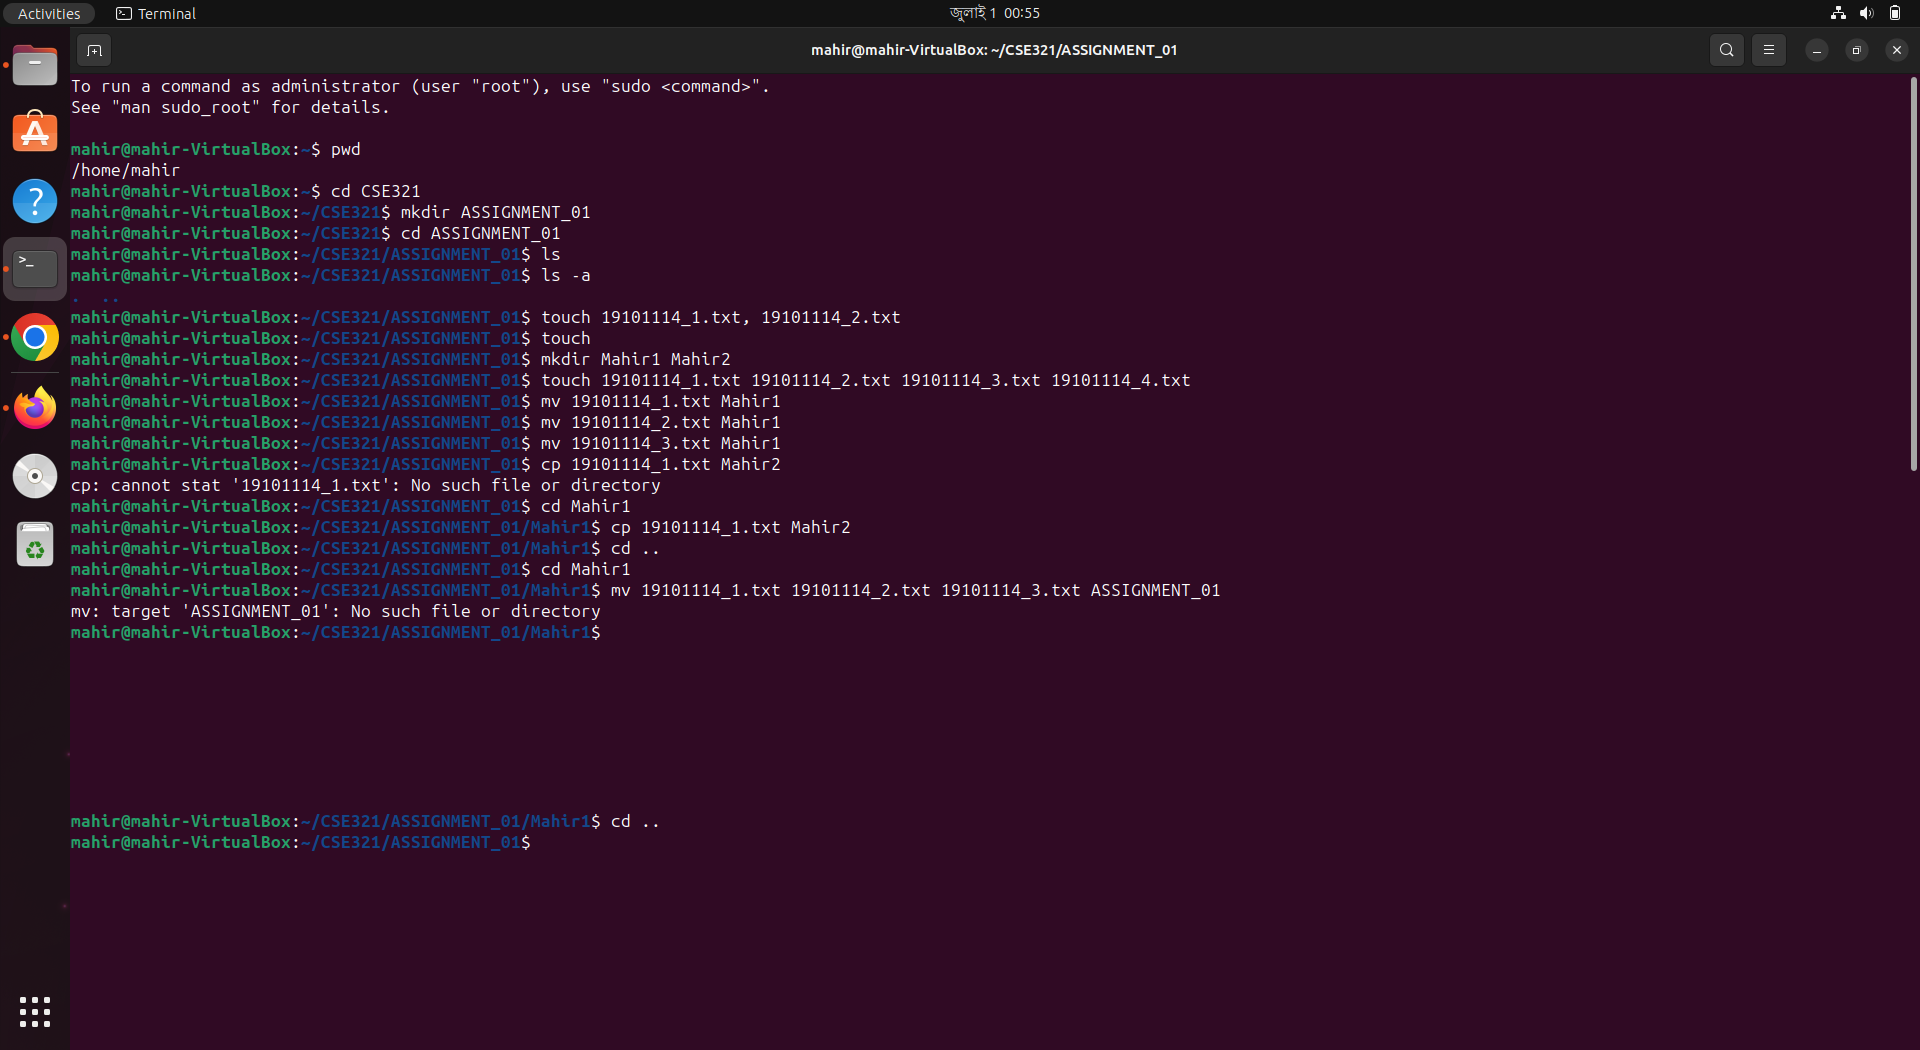 Activities
Terminal
জুলাই 1 00:55
mahir@mahir-VirtualBox: ~/CSE321/ASSIGNMENT_01
To run a command as administrator (user "root"), use "sudo <command>".
See "man sudo_root" for details.
mahir@mahir-VirtualBox:~$ pwd
/home/mahir
mahir@mahir-VirtualBox:~$ cd CSE321
mahir@mahir-VirtualBox:~/CSE321$ mkdir ASSIGNMENT_01
mahir@mahir-VirtualBox:~/CSE321$ cd ASSIGNMENT_01
mahir@mahir-VirtualBox:~/CSE321/ASSIGNMENT_01$ ls
mahir@mahir-VirtualBox:~/CSE321/ASSIGNMENT_01$ ls -a
.  ..
mahir@mahir-VirtualBox:~/CSE321/ASSIGNMENT_01$ touch 19101114_1.txt, 19101114_2.txt
mahir@mahir-VirtualBox:~/CSE321/ASSIGNMENT_01$ touch
mahir@mahir-VirtualBox:~/CSE321/ASSIGNMENT_01$ mkdir Mahir1 Mahir2
mahir@mahir-VirtualBox:~/CSE321/ASSIGNMENT_01$ touch 19101114_1.txt 19101114_2.txt 19101114_3.txt 19101114_4.txt
mahir@mahir-VirtualBox:~/CSE321/ASSIGNMENT_01$ mv 19101114_1.txt Mahir1
mahir@mahir-VirtualBox:~/CSE321/ASSIGNMENT_01$ mv 19101114_2.txt Mahir1
mahir@mahir-VirtualBox:~/CSE321/ASSIGNMENT_01$ mv 19101114_3.txt Mahir1
mahir@mahir-VirtualBox:~/CSE321/ASSIGNMENT_01$ cp 19101114_1.txt Mahir2
cp: cannot stat '19101114_1.txt': No such file or directory
mahir@mahir-VirtualBox:~/CSE321/ASSIGNMENT_01$ cd Mahir1
mahir@mahir-VirtualBox:~/CSE321/ASSIGNMENT_01/Mahir1$ cp 19101114_1.txt Mahir2
mahir@mahir-VirtualBox:~/CSE321/ASSIGNMENT_01/Mahir1$ cd ..
mahir@mahir-VirtualBox:~/CSE321/ASSIGNMENT_01$ cd Mahir1
mahir@mahir-VirtualBox:~/CSE321/ASSIGNMENT_01/Mahir1$ mv 19101114_1.txt 19101114_2.txt 19101114_3.txt ASSIGNMENT_01
mv: target 'ASSIGNMENT_01': No such file or directory
mahir@mahir-VirtualBox:~/CSE321/ASSIGNMENT_01/Mahir1$
mahir@mahir-VirtualBox:~/CSE321/ASSIGNMENT_01/Mahir1$ cd ..
mahir@mahir-VirtualBox:~/CSE321/ASSIGNMENT_01$